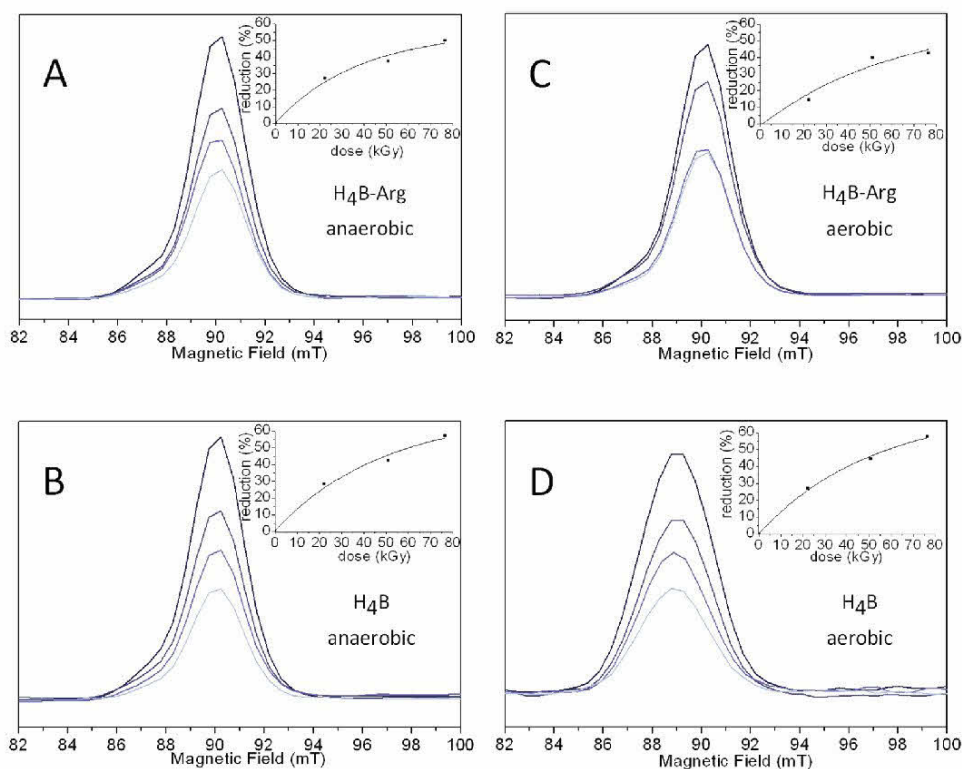 A
reduction (%)
60
50
40
30
20
10
0
0 10 20 30 40 50 60 70 80
dose (kGy)
H4B-Arg
anaerobic
82 84 86 88 90 92 94 96 98 100
Magnetic Field (mT)
C
reduction (%)
60
50
40
30
20
10
0
0 10 20 30 40 50 60 70 80
dose (kGy)
H4B-Arg
aerobic
82 84 86 88 90 92 94 96 98 100
Magnetic Field (mT)
B
reduction (%)
60
50
40
30
20
10
0
0 10 20 30 40 50 60 70 80
dose (kGy)
H4B
anaerobic
82 84 86 88 90 92 94 96 98 100
Magnetic Field (mT)
D
reduction (%)
60
50
40
30
20
10
0
0 10 20 30 40 50 60 70 80
dose (kGy)
H4B
aerobic
82 84 86 88 90 92 94 96 98 100
Magnetic Field (mT)